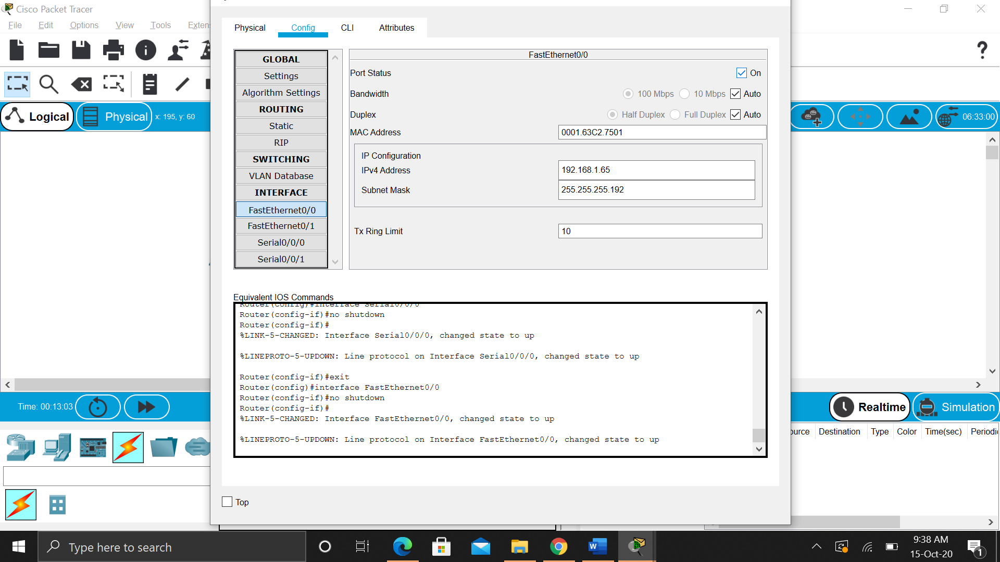 Cisco Packet Tracer
File Edit Options View Tools Exten
Logical Physical x: 195, y: 60
06:33:00
Physical Config CLI Attributes
GLOBAL
Settings
Algorithm Settings
ROUTING
Static
RIP
SWITCHING
VLAN Database
INTERFACE
FastEthernet0/0
FastEthernet0/1
Serial0/0/0
Serial0/0/1
FastEthernet0/0
Port Status On
Bandwidth 100 Mbps 10 Mbps Auto
Duplex Half Duplex Full Duplex Auto
MAC Address 0001.63C2.7501
IP Configuration
IPv4 Address 192.168.1.65
Subnet Mask 255.255.255.192
Tx Ring Limit 10
Equivalent IOS Commands
Router(config)#interface Serial0/0/0
Router(config-if)#no shutdown
Router(config-if)#
%LINK-5-CHANGED: Interface Serial0/0/0, changed state to up
%LINEPROTO-5-UPDOWN: Line protocol on Interface Serial0/0/0, changed state to up
Router(config-if)#exit
Router(config)#interface FastEthernet0/0
Router(config-if)#no shutdown
Router(config-if)#
%LINK-5-CHANGED: Interface FastEthernet0/0, changed state to up
%LINEPROTO-5-UPDOWN: Line protocol on Interface FastEthernet0/0, changed state to up
Top
Time: 00:13:03
Realtime Simulation
ource Destination Type Color Time(sec) Periodi
Type here to search
9:38 AM
15-Oct-20
1